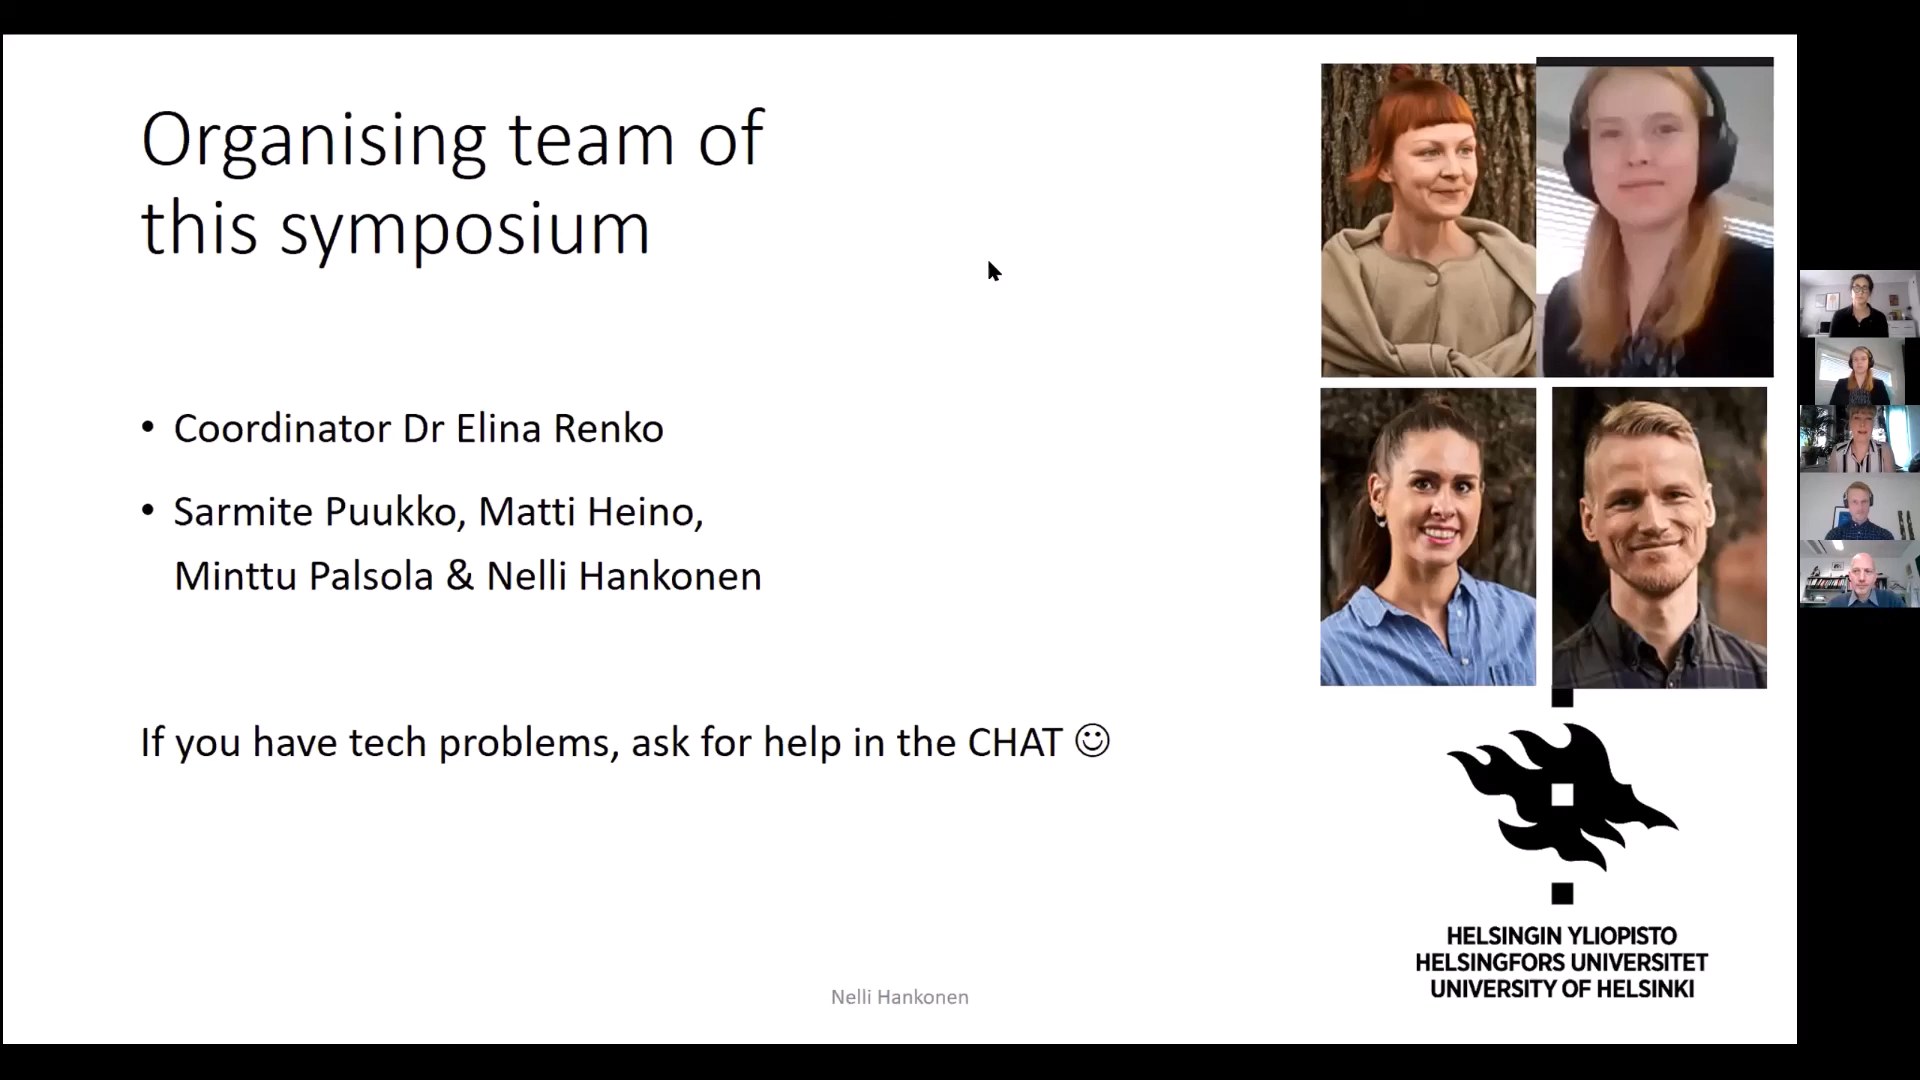 Organising team of
this symposium
• Coordinator Dr Elina Renko
• Sarmite Puukko, Matti Heino,
Minttu Palsola & Nelli Hankonen
If you have tech problems, ask for help in the CHAT ☺
HELSINGIN YLIOPISTO
HELSINGFORS UNIVERSITET
UNIVERSITY OF HELSINKI
Nelli Hankonen